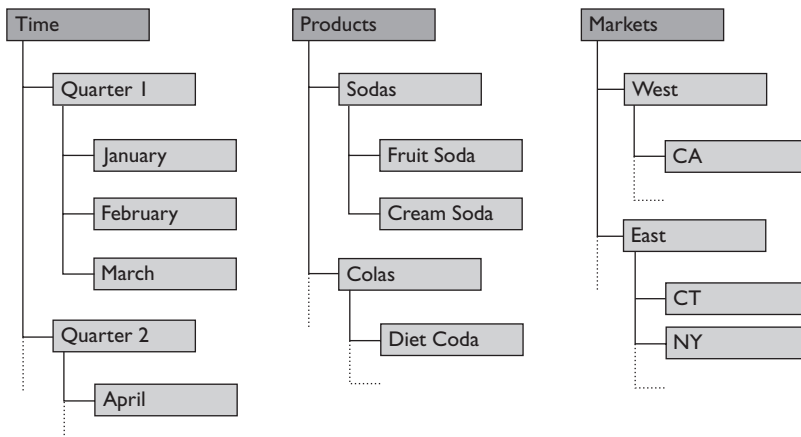 Time
Quarter 1
January
February
March
Quarter 2
April
Products
Sodas
Fruit Soda
Cream Soda
Colas
Diet Coda
Markets
West
CA
East
CT
NY